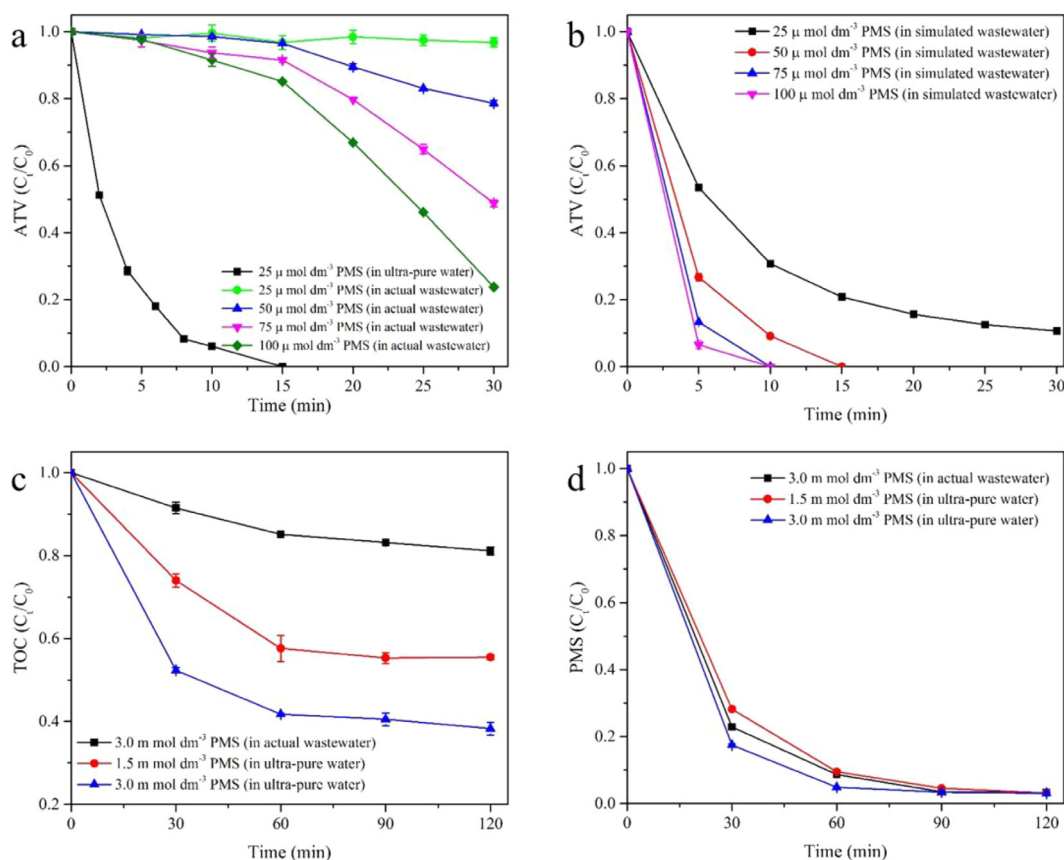 a
1.0
0.8
0.6
0.4
0.2
0.0
ATV (Cₜ/C₀)
25 μ mol dm⁻³ PMS (in ultra-pure water)
25 μ mol dm⁻³ PMS (in actual wastewater)
50 μ mol dm⁻³ PMS (in actual wastewater)
75 μ mol dm⁻³ PMS (in actual wastewater)
100 μ mol dm⁻³ PMS (in actual wastewater)
0 5 10 15 20 25 30
Time (min)
b
1.0
0.8
0.6
0.4
0.2
0.0
ATV (Cₜ/C₀)
25 μ mol dm⁻³ PMS (in simulated wastewater)
50 μ mol dm⁻³ PMS (in simulated wastewater)
75 μ mol dm⁻³ PMS (in simulated wastewater)
100 μ mol dm⁻³ PMS (in simulated wastewater)
0 5 10 15 20 25 30
Time (min)
c
1.0
0.8
0.6
0.4
0.2
TOC (Cₜ/C₀)
3.0 m mol dm⁻³ PMS (in actual wastewater)
1.5 m mol dm⁻³ PMS (in ultra-pure water)
3.0 m mol dm⁻³ PMS (in ultra-pure water)
0 30 60 90 120
Time (min)
d
1.0
0.8
0.6
0.4
0.2
0.0
PMS (Cₜ/C₀)
3.0 m mol dm⁻³ PMS (in actual wastewater)
1.5 m mol dm⁻³ PMS (in ultra-pure water)
3.0 m mol dm⁻³ PMS (in ultra-pure water)
0 30 60 90 120
Time (min)